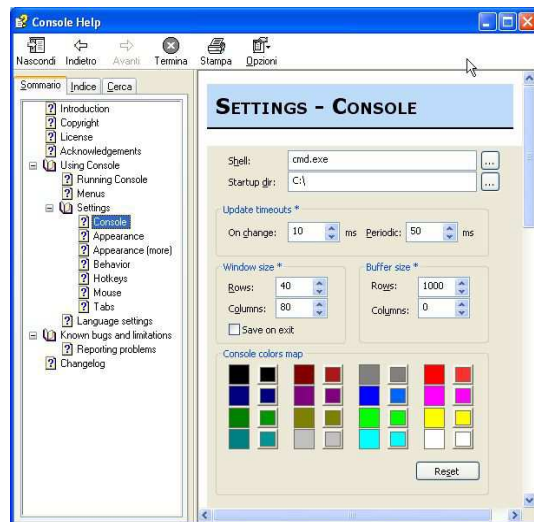 Console Help
Nascondi Indietro Avanti Termina Stampa Opzioni
Sommario Indice Cerca
Introduction
Copyright
License
Acknowledgements
Using Console
Running Console
Menus
Settings
Console
Appearance
Appearance (more)
Behavior
Hotkeys
Mouse
Tabs
Language settings
Known bugs and limitations
Reporting problems
Changelog
SETTINGS - CONSOLE
Shell: cmd.exe ...
Startup dir: C:\ ...
Update timeouts *
On change: 10 ms Periodic: 50 ms
Window size * Buffer size *
Rows: 40 Rows: 1000
Columns: 80 Columns: 0
Save on exit
Console colors map
Reset